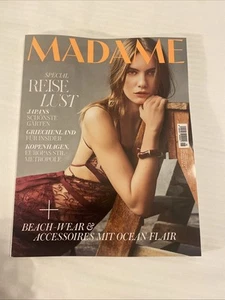 MADAME
SPECIAL
REISE
LUST
JAPANS
SCHÖNSTE
GÄRTEN
GRIECHENLAND
FÜR INSIDER
KOPENHAGEN,
EUROPAS STIL-
METROPOLE
+
BEACH-WEAR &
ACCESSOIRES MIT OCEAN FLAIR